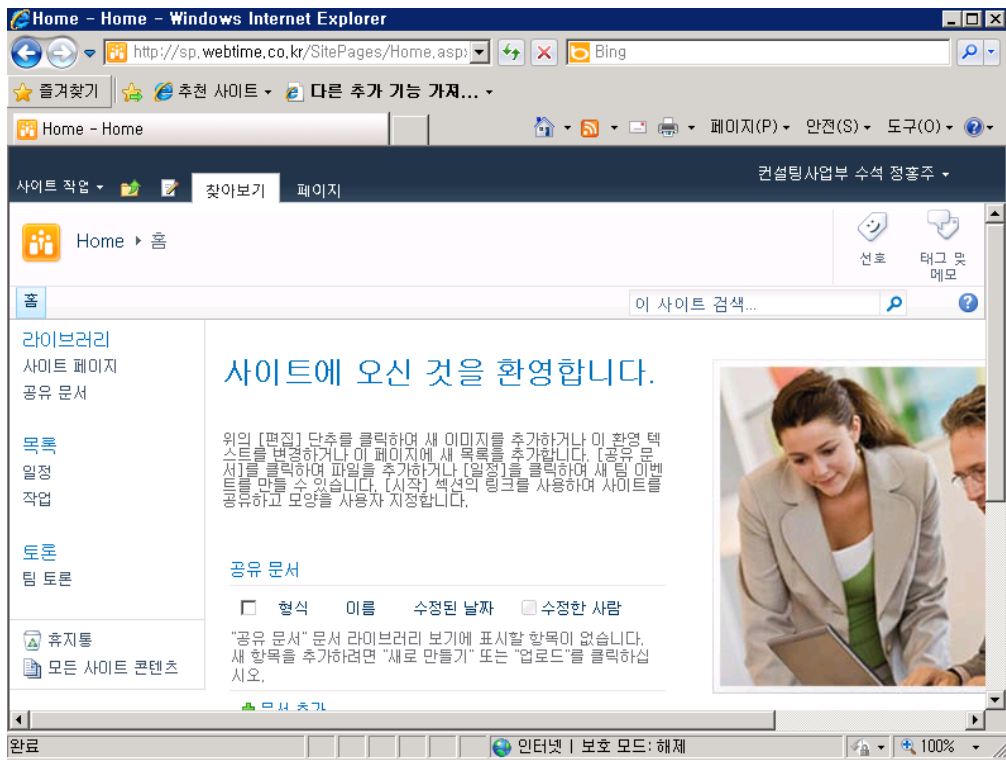 Home - Home - Windows Internet Explorer
http://sp.webtime.co.kr/SitePages/Home.asp
Bing
즐겨찾기 추천 사이트 다른 추가 기능 가져...
Home - Home
페이지(P) 안전(S) 도구(O)
사이트 작업 찾아보기 페이지
컨설팅사업부 수석 정홍주
Home 홈
선호
태그 및
메모
홈
이 사이트 검색...
라이브러리
사이트 페이지
공유 문서
목록
일정
작업
토론
팀 토론
휴지통
모든 사이트 콘텐츠
사이트에 오신 것을 환영합니다.
위의 [편집] 단추를 클릭하여 새 이미지를 추가하거나 이 환영 텍
스트를 변경하거나 이 페이지에 새 목록을 추가합니다. [공유 문
서]를 클릭하여 파일을 추가하거나 [일정]을 클릭하여 새 팀 이벤
트를 만들 수 있습니다. [시작] 섹션의 링크를 사용하여 사이트를
공유하고 모양을 사용자 지정합니다.
공유 문서
형식 이름 수정된 날짜 수정한 사람
"공유 문서" 문서 라이브러리 보기에 표시할 항목이 없습니다.
새 항목을 추가하려면 "새로 만들기" 또는 "업로드"를 클릭하십
시오.
문서 추가
완료
인터넷 | 보호 모드: 해제
100%